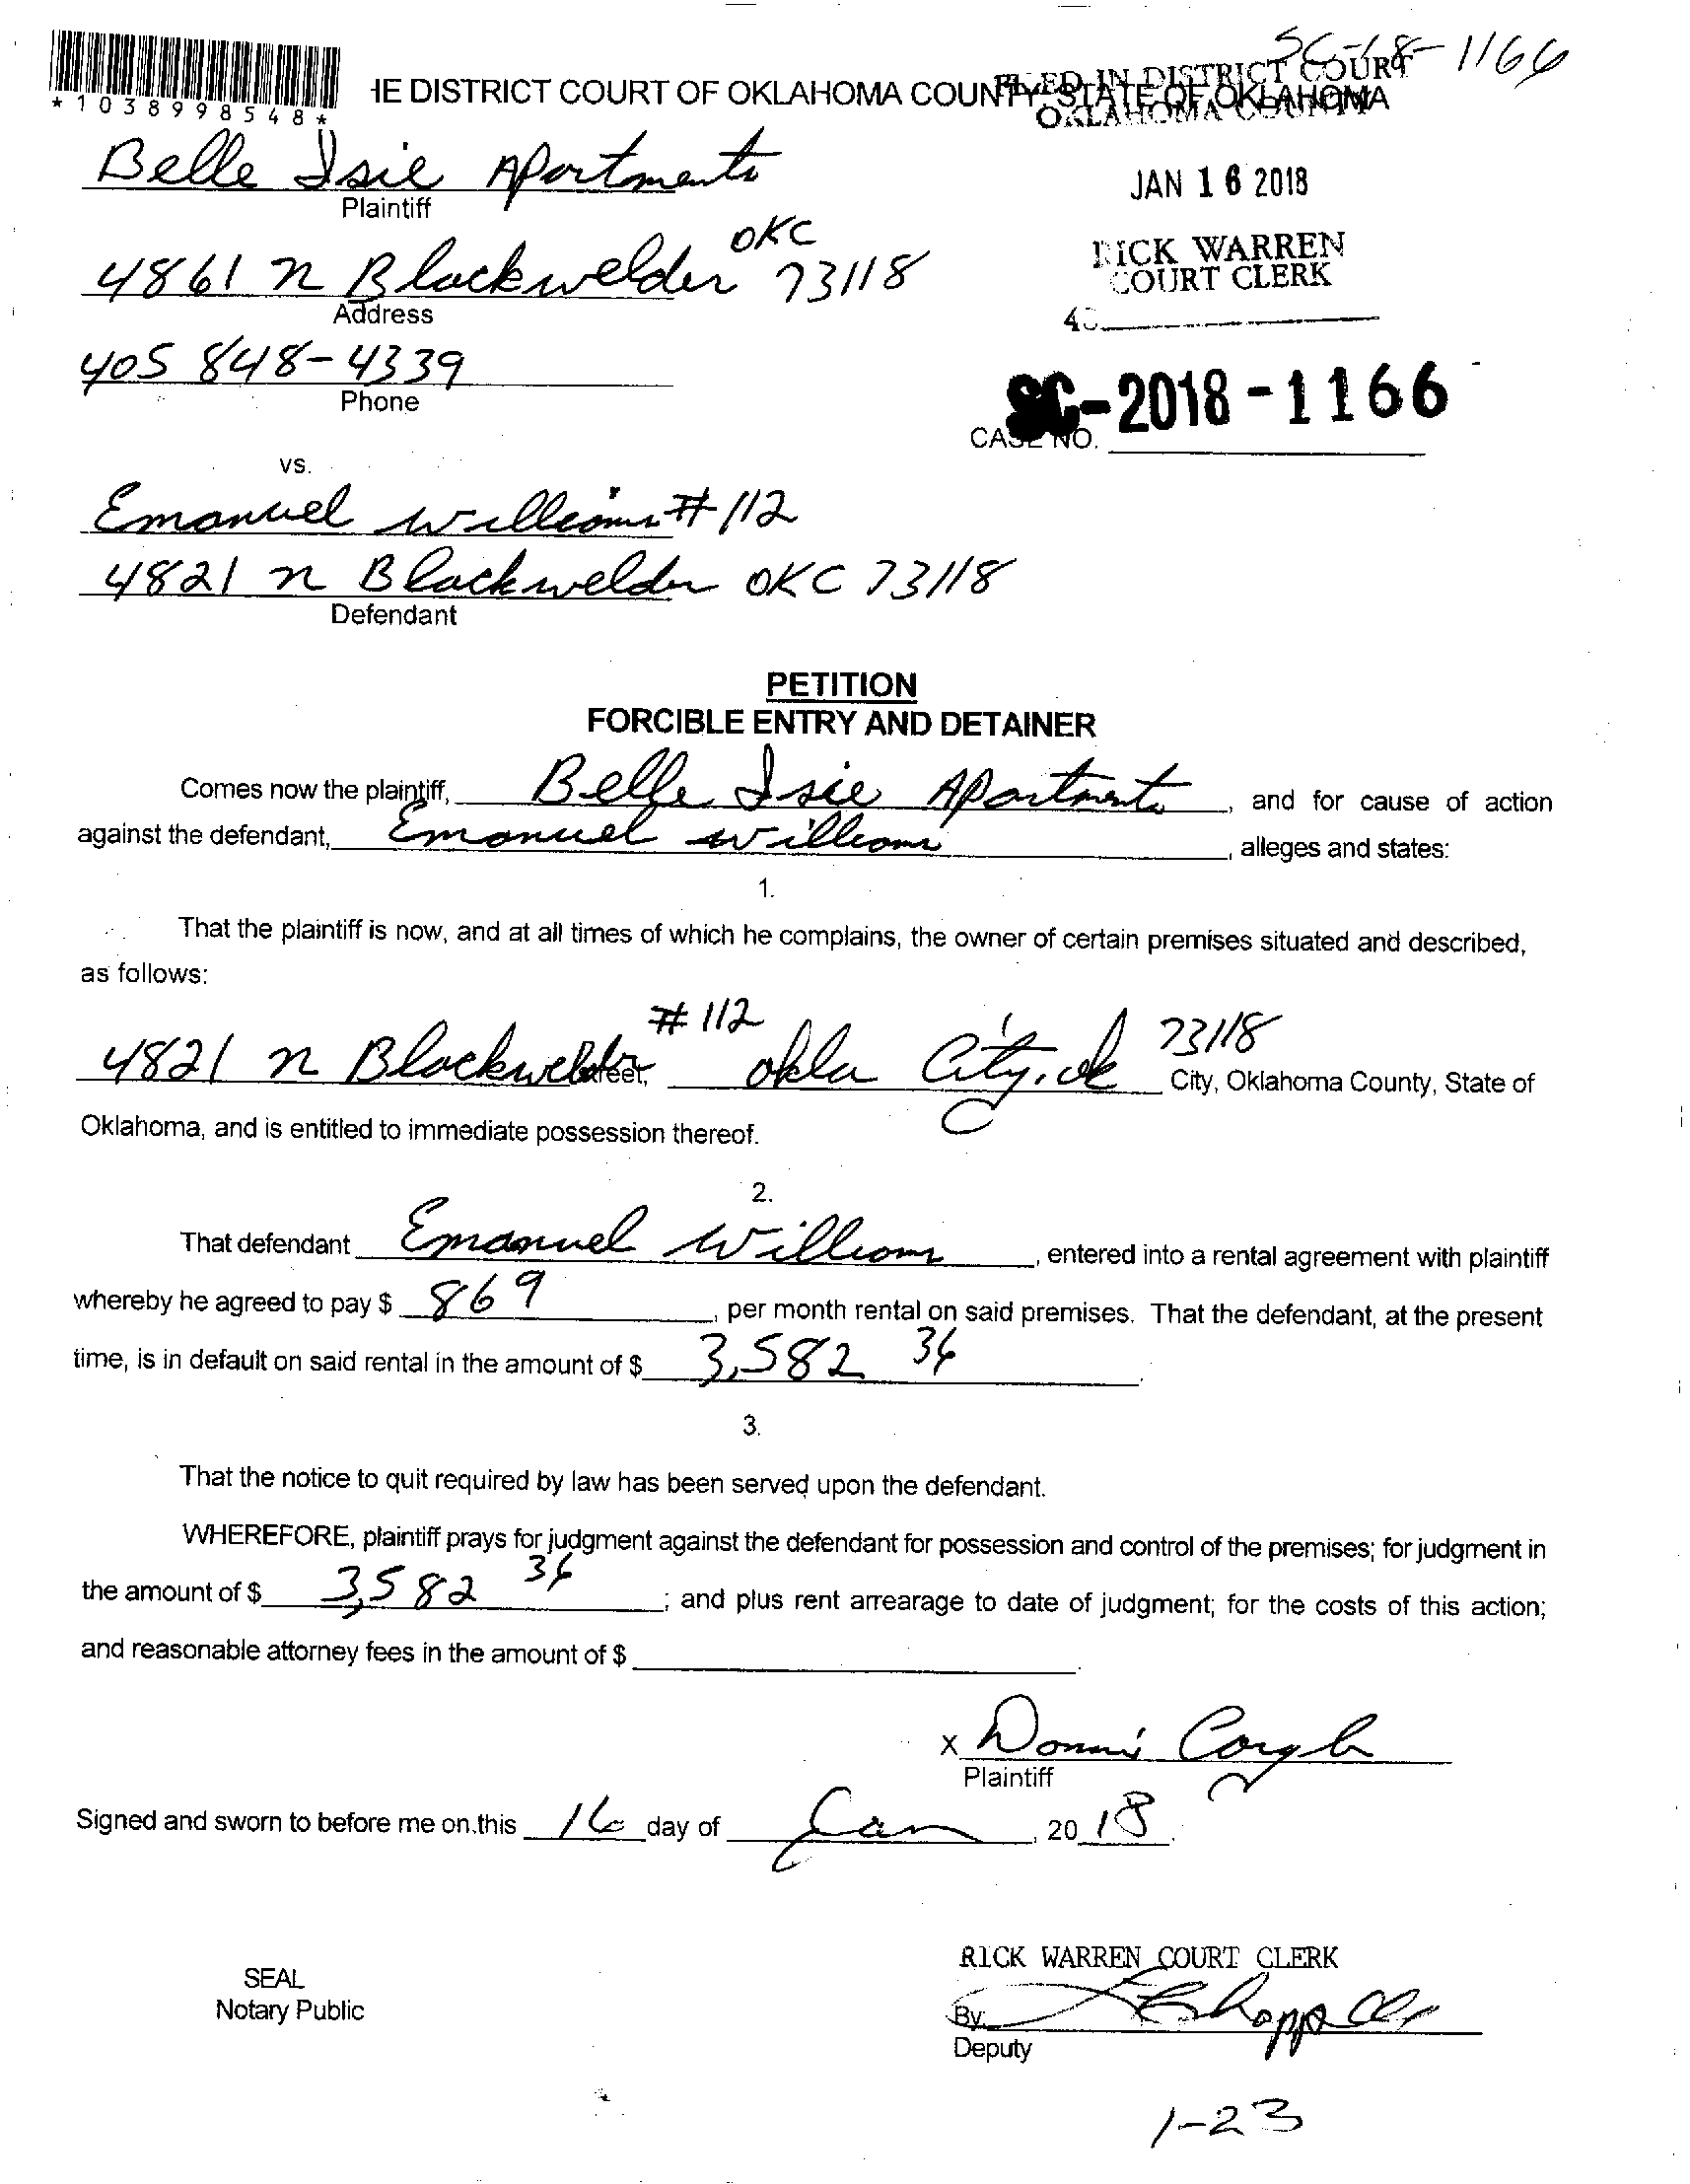 SC-18-1166
HE DISTRICT COURT OF OKLAHOMA COUNTY, STATE OF OKLAHOMA
FILED IN DISTRICT COURT
OKLAHOMA COUNTY
*1038998548*
Belle Isie Apartments
Plaintiff
JAN 16 2018
4861 n Blackwelder OKC 73118
Address
RICK WARREN
COURT CLERK
405 848-4339
Phone
SC-2018-1166
CASE NO.
vs.
Emanuel Williams #112
4821 n Blackwelder OKC 73118
Defendant
PETITION
FORCIBLE ENTRY AND DETAINER
Comes now the plaintiff, Belle Isie Apartments, and for cause of action
against the defendant, Emanuel Williams, alleges and states:
1.
That the plaintiff is now, and at all times of which he complains, the owner of certain premises situated and described,
as follows:
4821 n Blackwelder #112 Street, okla City, ok 73118 City, Oklahoma County, State of
Oklahoma, and is entitled to immediate possession thereof.
2.
That defendant Emanuel Williams, entered into a rental agreement with plaintiff
whereby he agreed to pay $ 869, per month rental on said premises. That the defendant, at the present
time, is in default on said rental in the amount of $ 3,582 36.
3.
That the notice to quit required by law has been served upon the defendant.
WHEREFORE, plaintiff prays for judgment against the defendant for possession and control of the premises; for judgment in
the amount of $ 3,582 36; and plus rent arrearage to date of judgment; for the costs of this action;
and reasonable attorney fees in the amount of $ .
x
Plaintiff
Signed and sworn to before me on this 16 day of Jan, 2018.
RICK WARREN COURT CLERK
SEAL
Notary Public
By:
Deputy
1-23